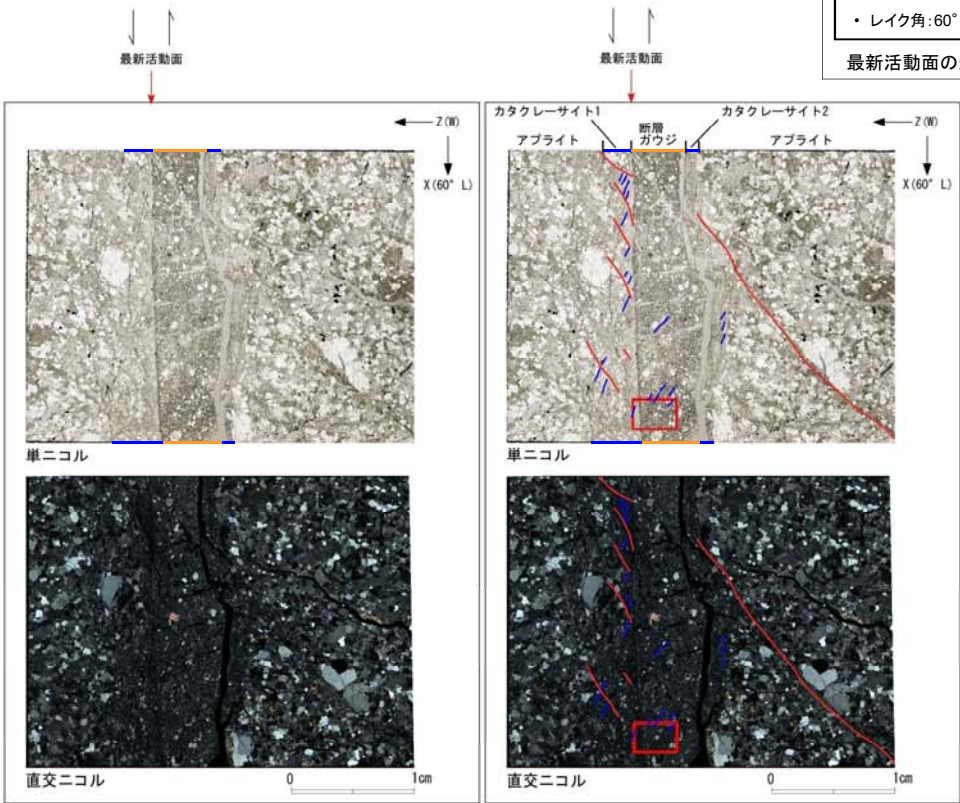 ・レイク角:60°
最新活動面の
最新活動面
最新活動面
Z(W)
X(60° L)
単ニコル
直交ニコル
0 1cm
カタクレーサイト1
カタクレーサイト2
アプライト
断層
ガウジ
アプライト
Z(W)
X(60° L)
単ニコル
直交ニコル
0 1cm